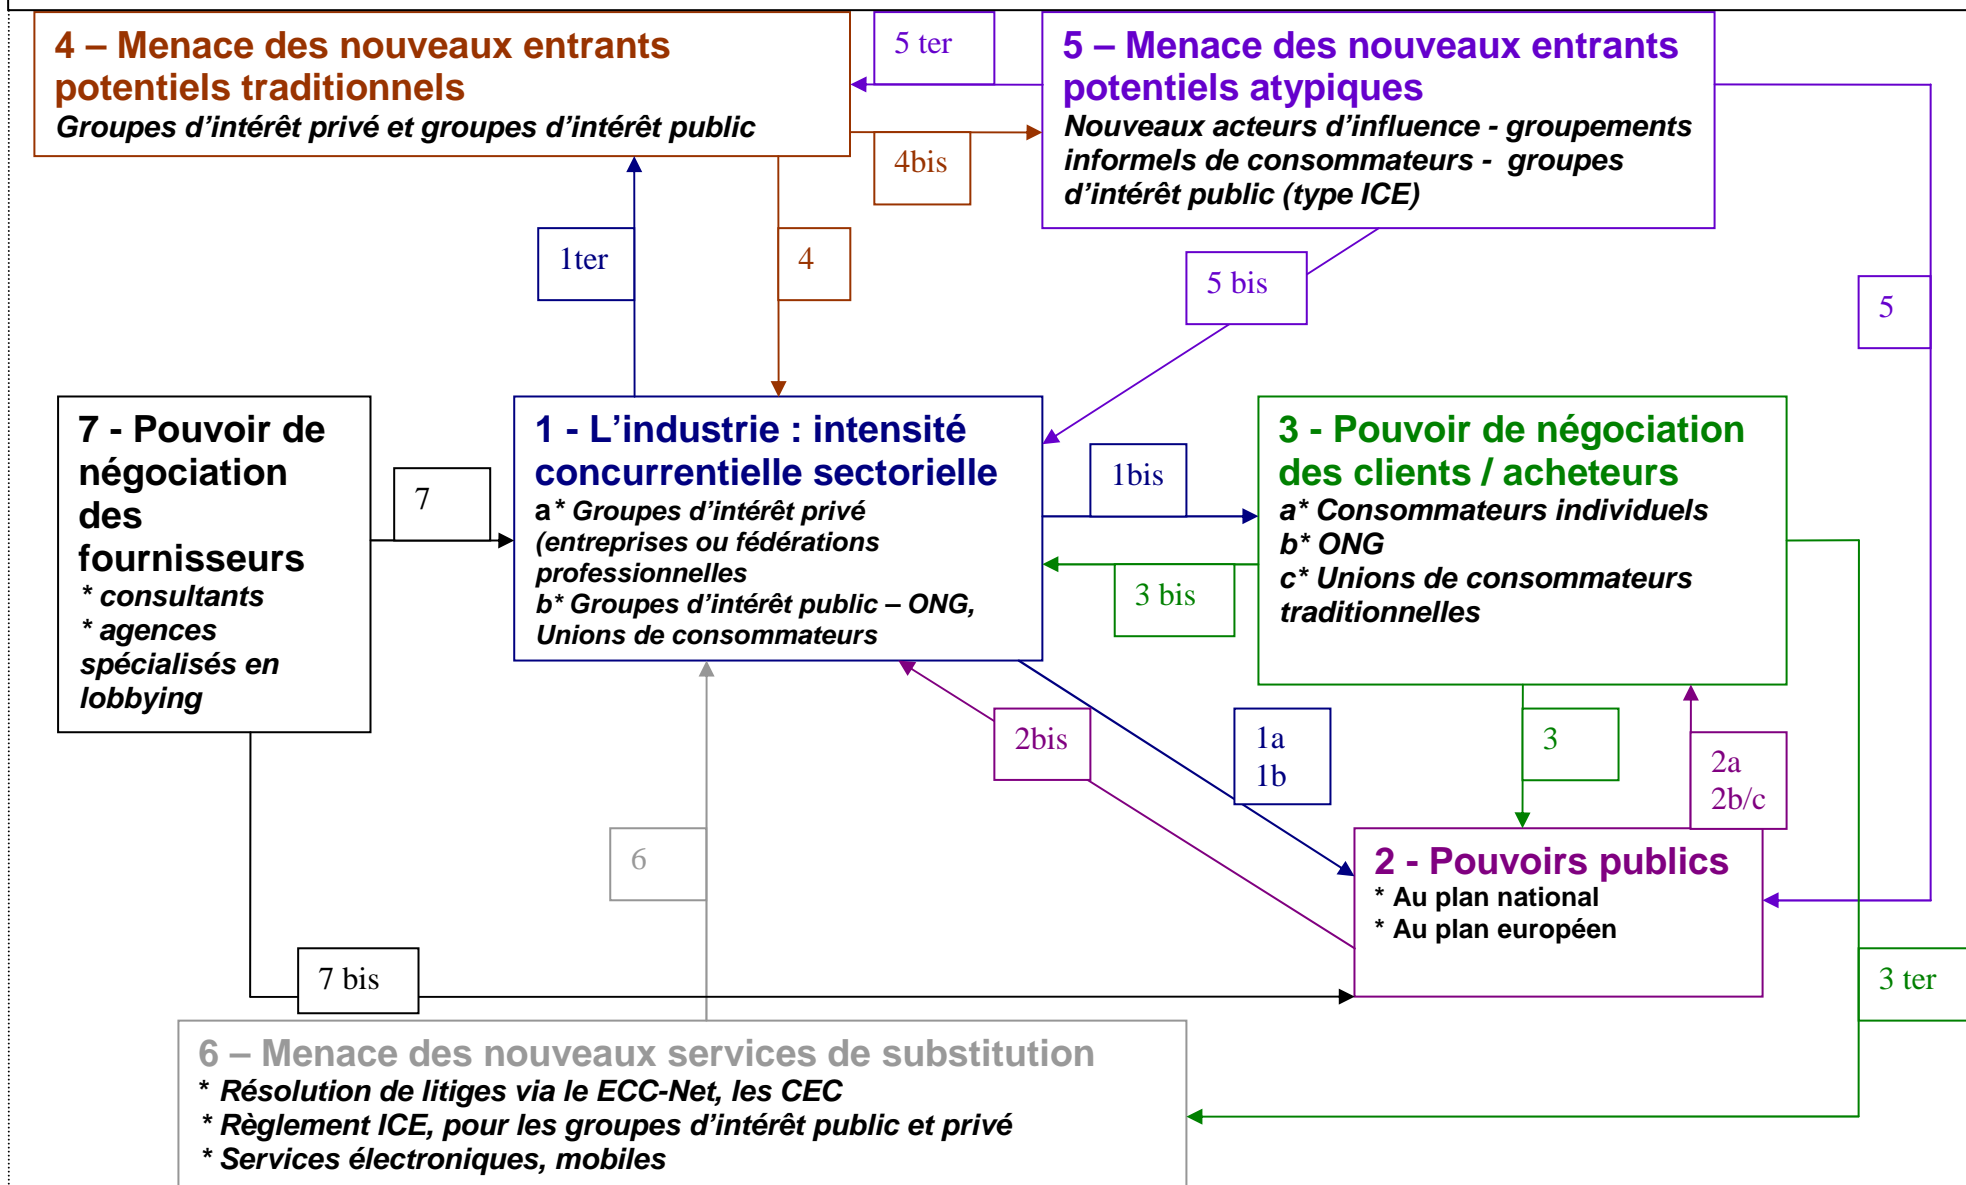 4 – Menace des nouveaux entrants
potentiels traditionnels
Groupes d’intérêt privé et groupes d’intérêt public
5 ter
4bis
5 – Menace des nouveaux entrants
potentiels atypiques
Nouveaux acteurs d’influence - groupements
informels de consommateurs - groupes
d’intérêt public (type ICE)
1ter
4
5 bis
5
7 - Pouvoir de
négociation
des
fournisseurs
* consultants
* agences
spécialisés en
lobbying
7
1 - L’industrie : intensité
concurrentielle sectorielle
a* Groupes d’intérêt privé
(entreprises ou fédérations
professionnelles
b* Groupes d’intérêt public – ONG,
Unions de consommateurs
1bis
3 bis
3 - Pouvoir de négociation
des clients / acheteurs
a* Consommateurs individuels
b* ONG
c* Unions de consommateurs
traditionnelles
2bis
1a
1b
3
2a
2b/c
6
2 - Pouvoirs publics
* Au plan national
* Au plan européen
7 bis
3 ter
6 – Menace des nouveaux services de substitution
* Résolution de litiges via le ECC-Net, les CEC
* Règlement ICE, pour les groupes d’intérêt public et privé
* Services électroniques, mobiles